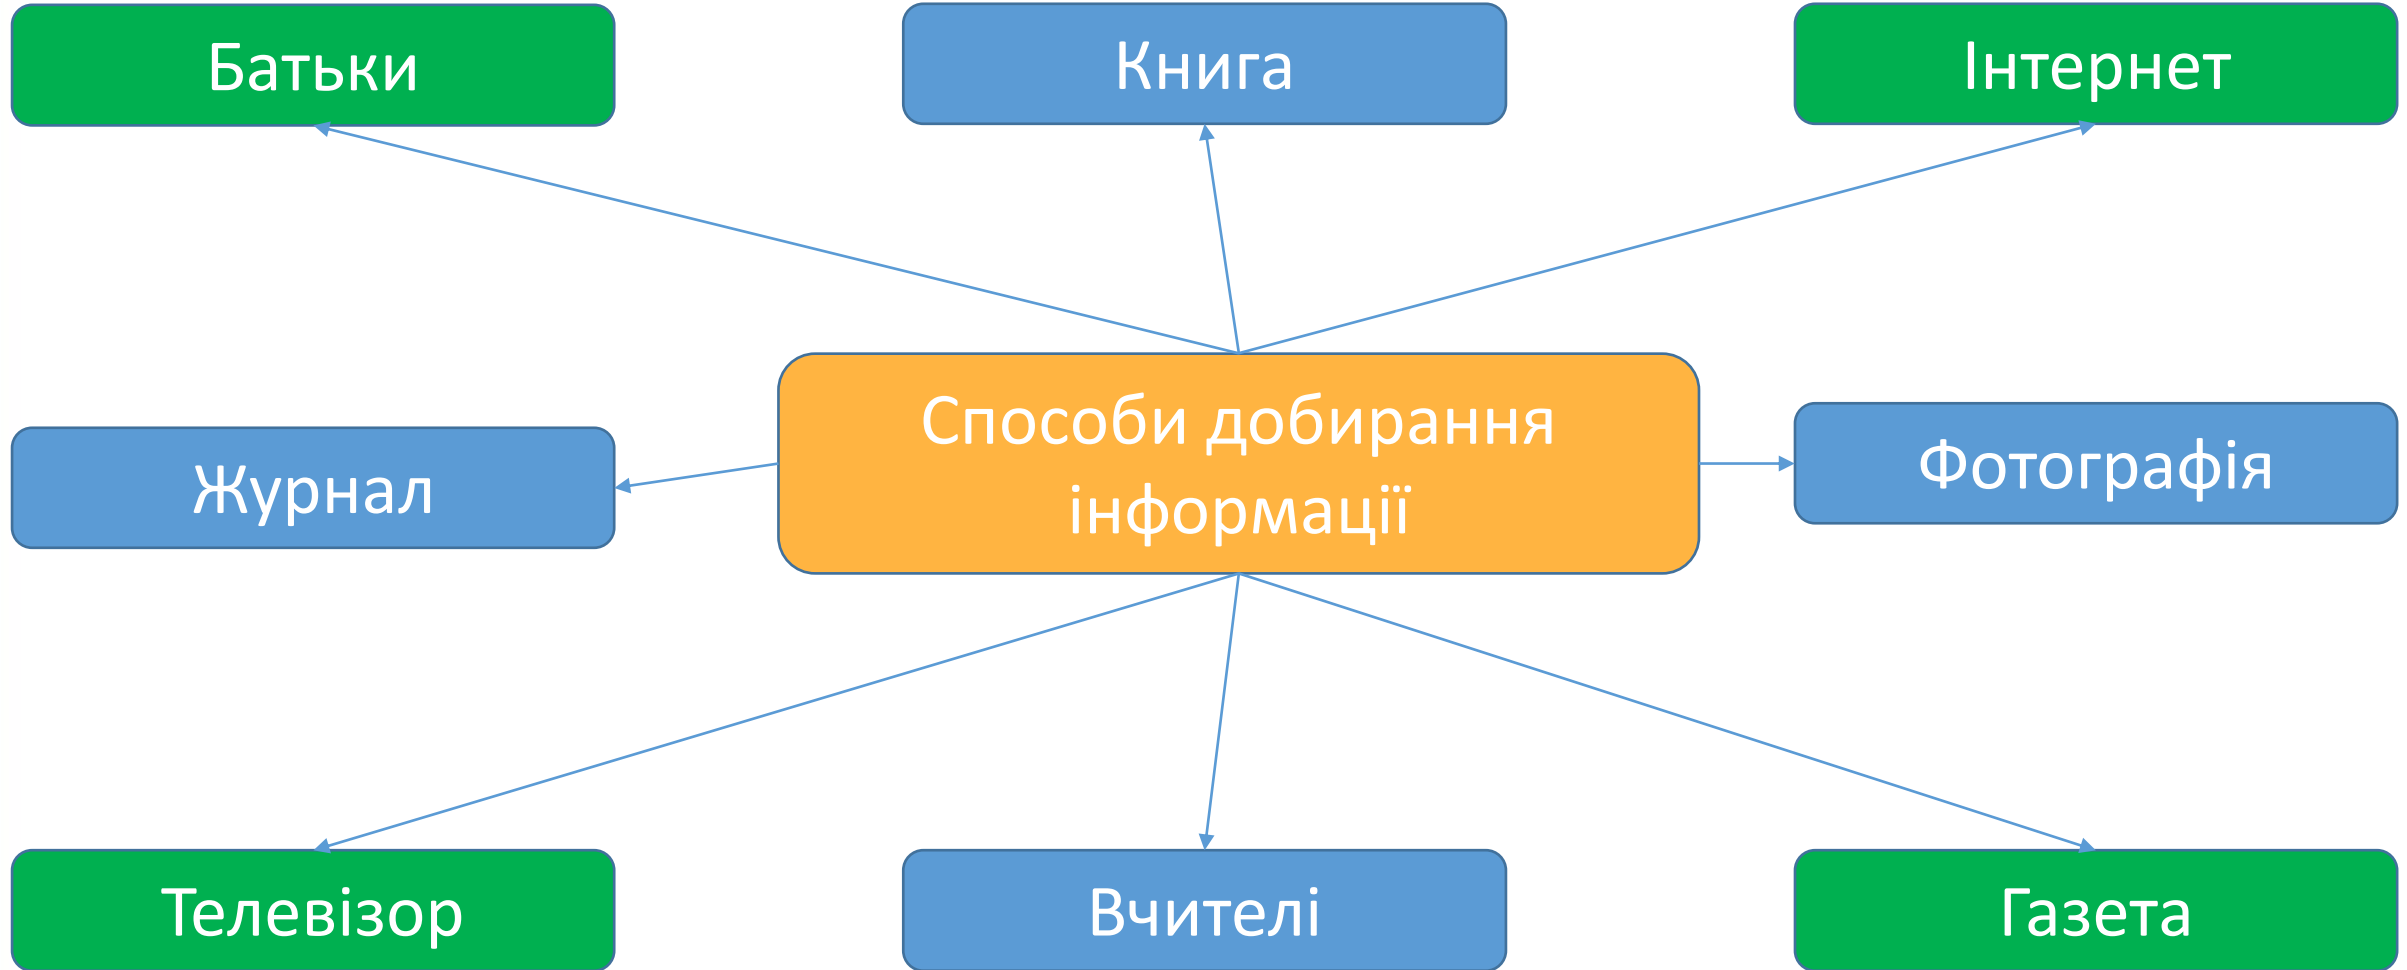 Батьки
Книга
Інтернет
Журнал
Способи добирання
інформації
Фотографія
Телевізор
Вчителі
Газета